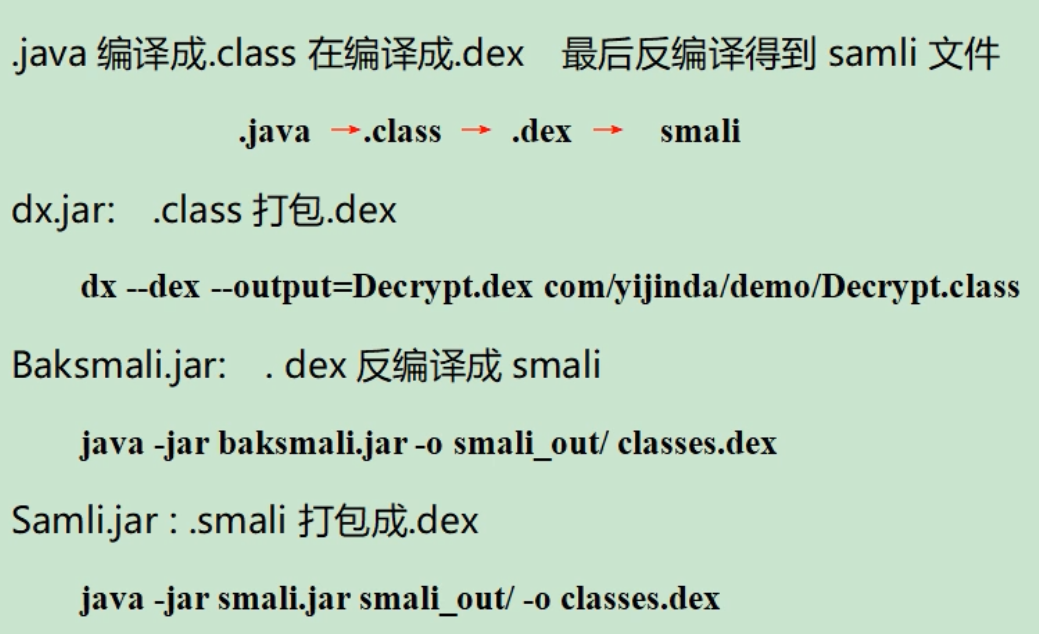 .java 编译成.class 在编译成.dex 最后反编译得到 samli 文件
.java →.class → .dex → smali
dx.jar: .class 打包.dex
dx --dex --output=Decrypt.dex com/yijinda/demo/Decrypt.class
Baksmali.jar: . dex 反编译成 smali
java -jar baksmali.jar -o smali_out/ classes.dex
Samli.jar : .smali 打包成.dex
java -jar smali.jar smali_out/ -o classes.dex